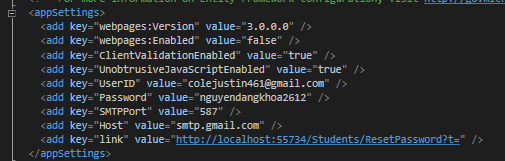 <appSettings>
<add key="webpages:Version" value="3.0.0.0" />
<add key="webpages:Enabled" value="false" />
<add key="ClientValidationEnabled" value="true" />
<add key="UnobtrusiveJavaScriptEnabled" value="true" />
<add key="UserID" value="colejustin461@gmail.com" />
<add key="Password" value="nguyendangkhoa2612" />
<add key="SMTPPort" value="587" />
<add key="Host" value="smtp.gmail.com" />
<add key="link" value="http://localhost:55734/Students/ResetPassword?t=" />
</appSettings>